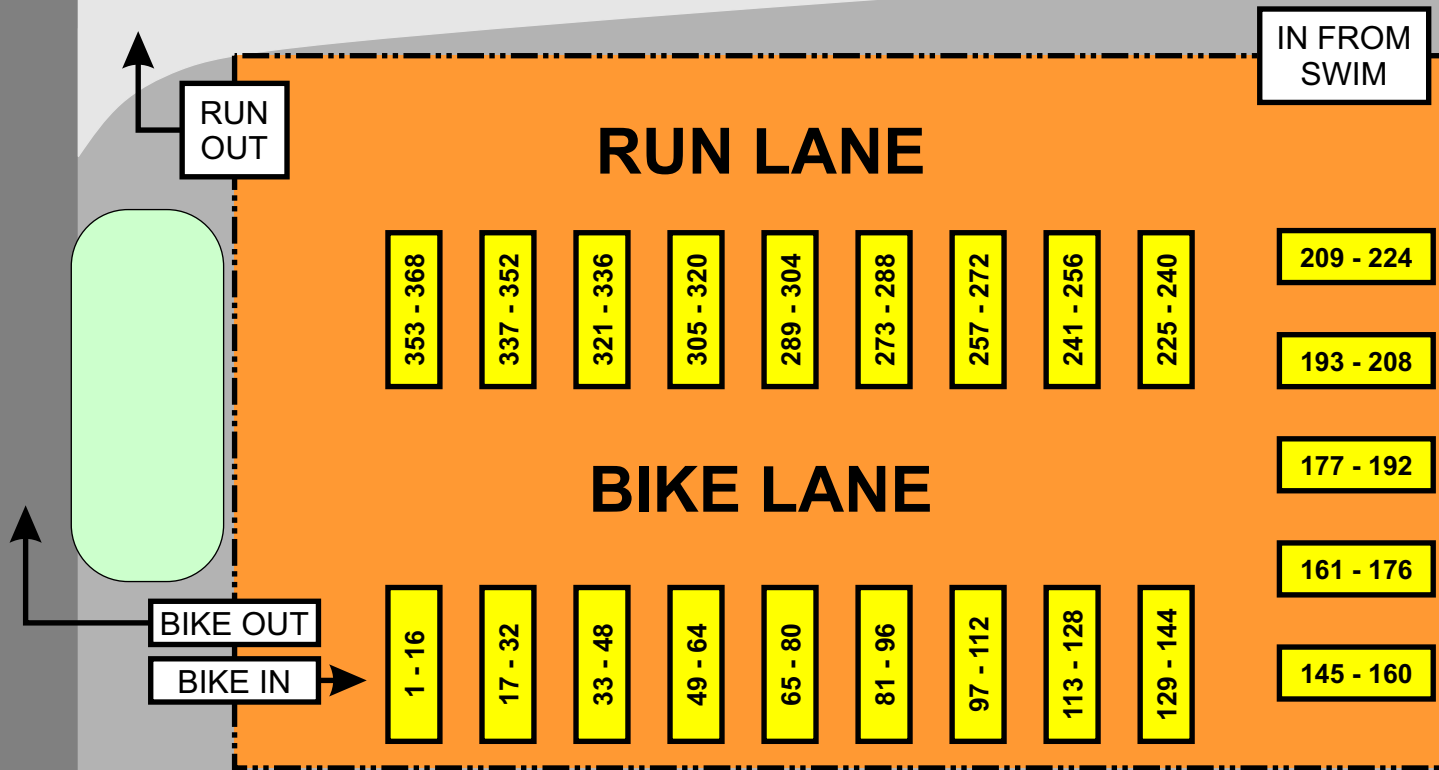 IN FROM
SWIM
RUN
OUT
RUN LANE
353 - 368
337 - 352
321 - 336
305 - 320
289 - 304
273 - 288
257 - 272
241 - 256
225 - 240
209 - 224
193 - 208
177 - 192
161 - 176
145 - 160
BIKE LANE
BIKE OUT
BIKE IN
1 - 16
17 - 32
33 - 48
49 - 64
65 - 80
81 - 96
97 - 112
113 - 128
129 - 144